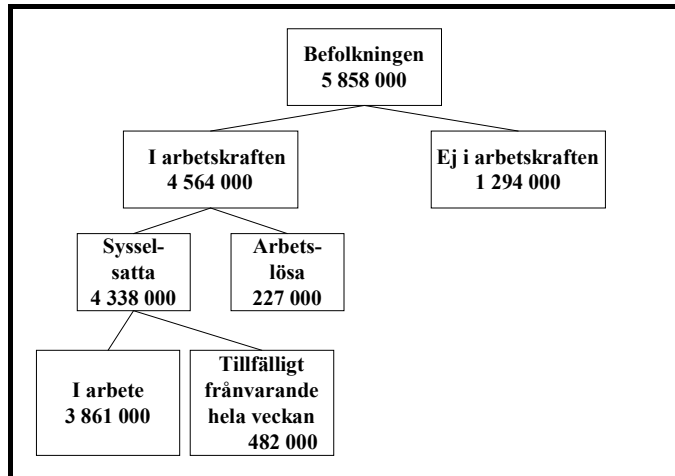 Befolkningen
5 858 000
I arbetskraften
4 564 000
Ej i arbetskraften
1 294 000
Syssel-
satta
4 338 000
Arbets-
lösa
227 000
I arbete
3 861 000
Tillfälligt
frånvarande
hela veckan
482 000